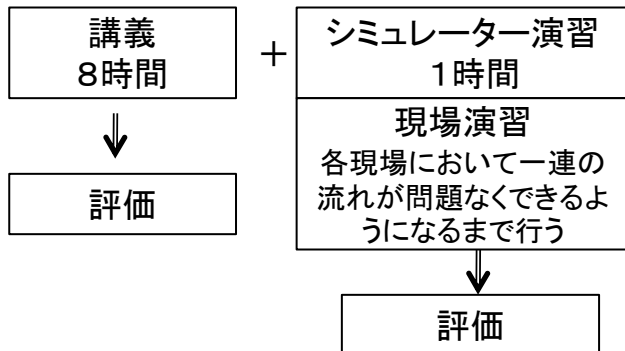 講義
８時間
＋
シミュレーター演習
１時間
現場演習
各現場において一連の
流れが問題なくできるよ
うになるまで行う
評価
評価